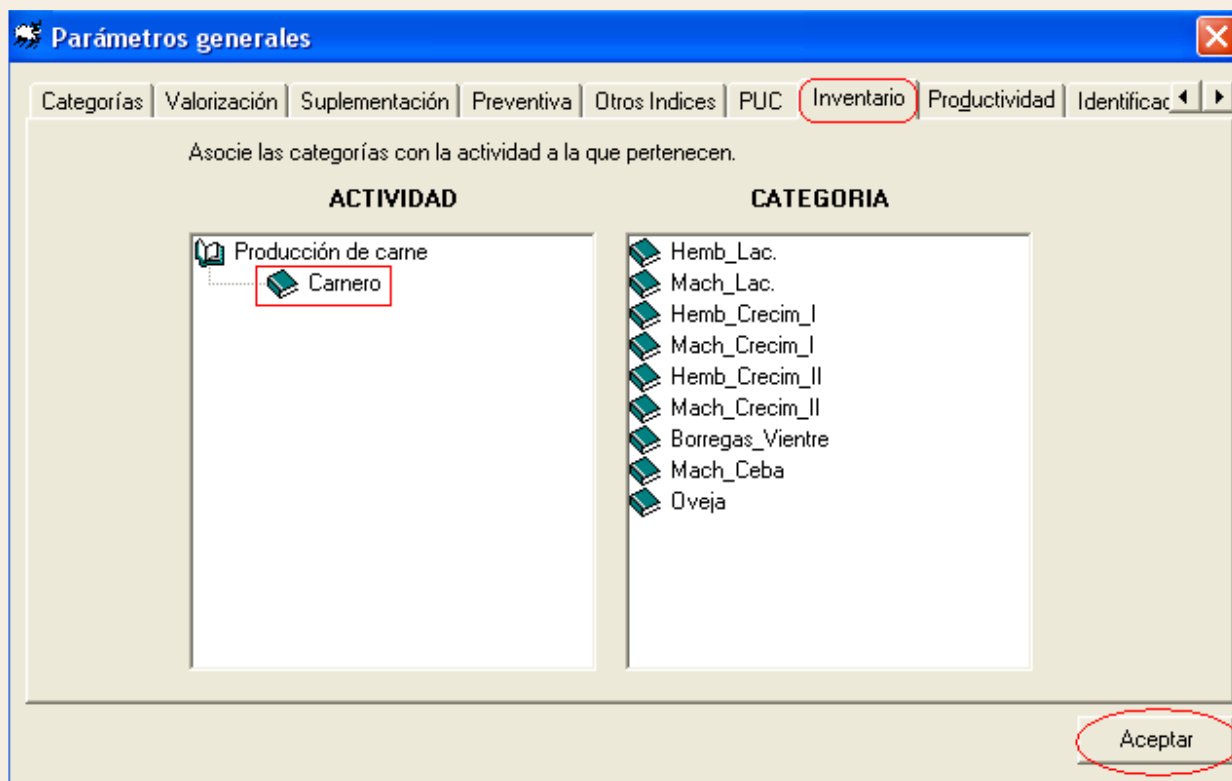 Parámetros generales
Categorías Valorización Suplementación Preventiva Otros Indices PUC Inventario Productividad Identificac
Asocie las categorías con la actividad a la que pertenecen.
ACTIVIDAD CATEGORIA
Producción de carne Hemb_Lac.
Carnero Mach_Lac.
Hemb_Crecim_I
Mach_Crecim_I
Hemb_Crecim_II
Mach_Crecim_II
Borregas_Vientre
Mach_Ceba
Oveja
Aceptar